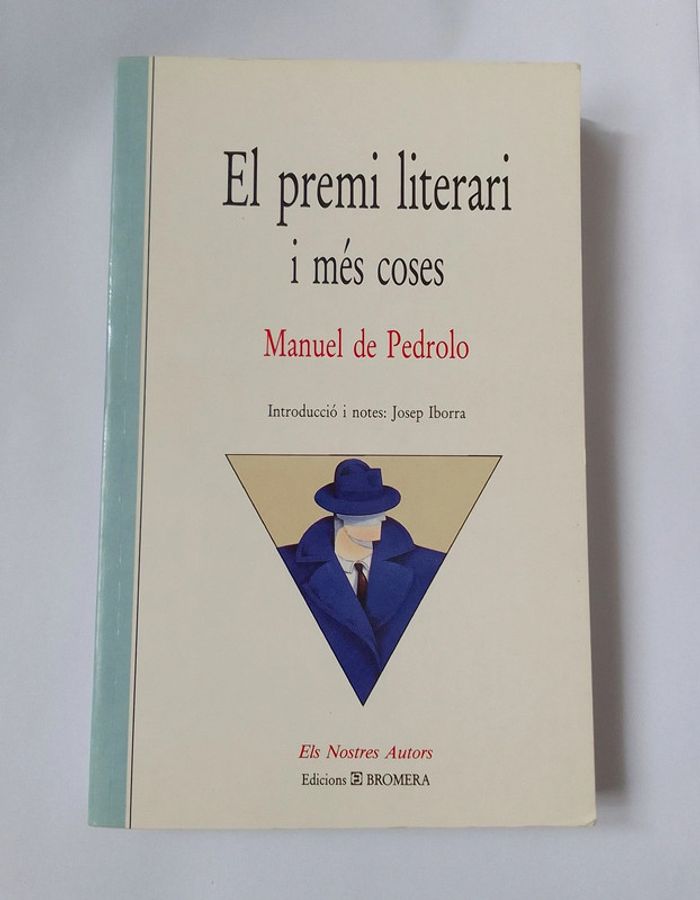 El premi literari
i més coses
Manuel de Pedrolo
Introducció i notes: Josep Iborra
Els Nostres Autors
Edicions BROMERA